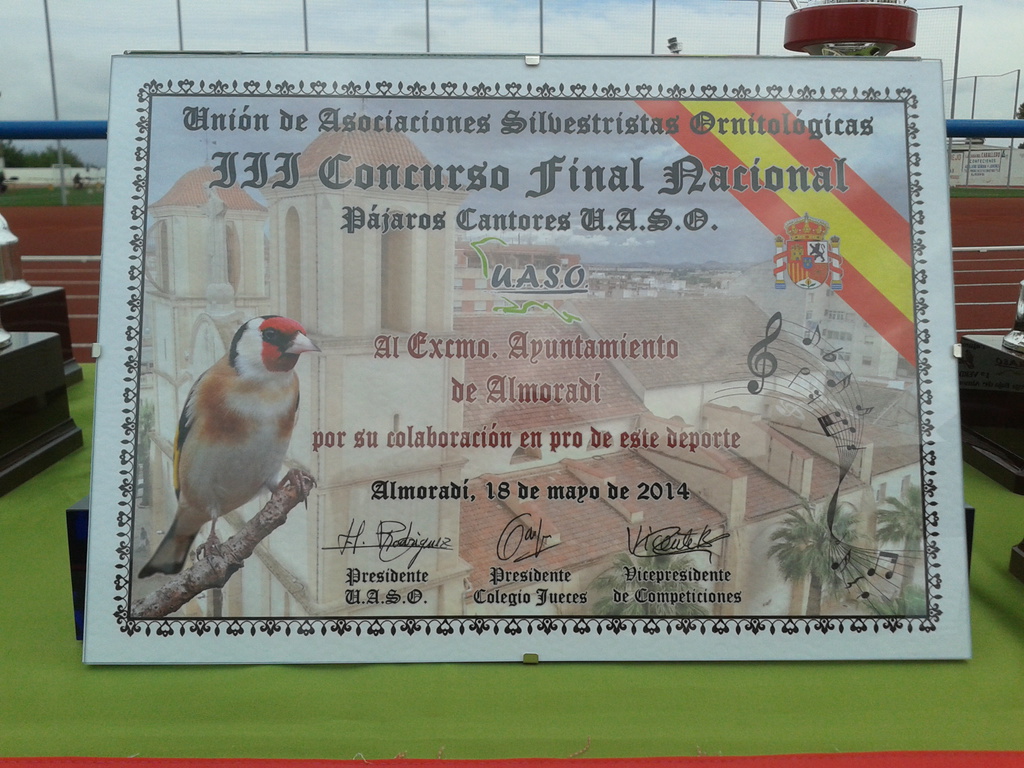 Unión de Asociaciones Silvestristas Ornitológicas
III Concurso Final Nacional
Pájaros Cantores U.A.S.O.
U.A.S.O.
Al Excmo. Ayuntamiento
de Almoradí
por su colaboración en pro de este deporte
Almoradí, 18 de mayo de 2014
H. Rodriguez
Presidente Presidente Vicepresidente
U.A.S.O. Colegio Jueces de Competiciones